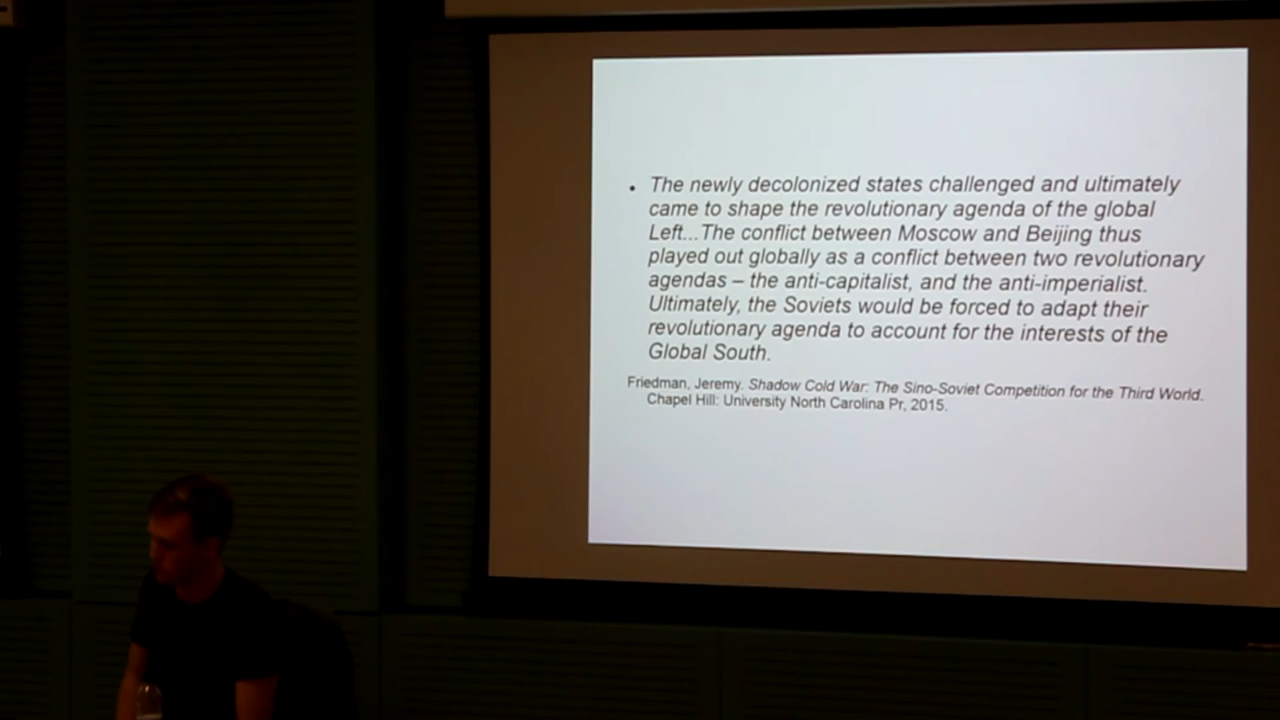 • The newly decolonized states challenged and ultimately
came to shape the revolutionary agenda of the global
Left...The conflict between Moscow and Beijing thus
played out globally as a conflict between two revolutionary
agendas – the anti-capitalist, and the anti-imperialist.
Ultimately, the Soviets would be forced to adapt their
revolutionary agenda to account for the interests of the
Global South.
Friedman, Jeremy. Shadow Cold War: The Sino-Soviet Competition for the Third World.
Chapel Hill: University North Carolina Pr, 2015.